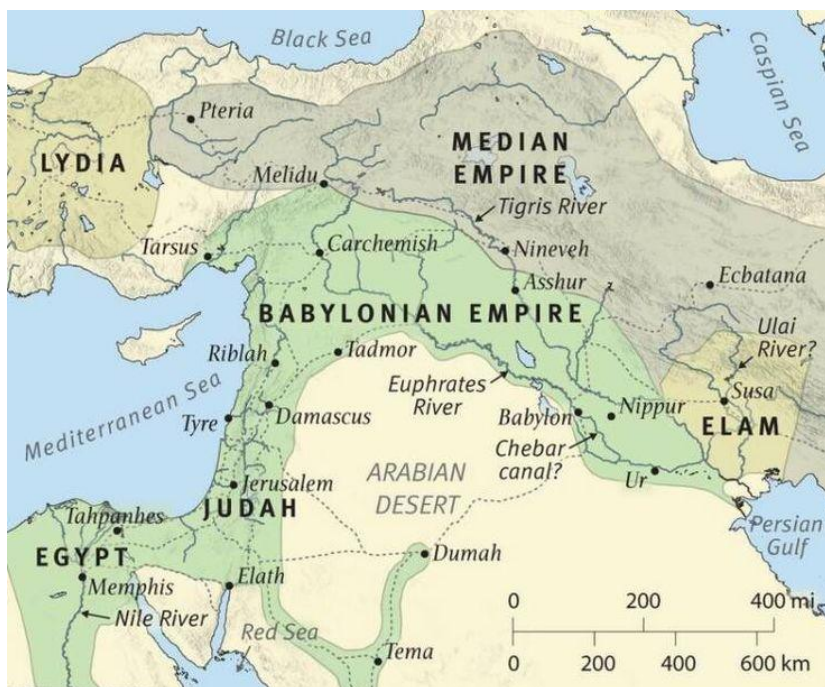 Black Sea
Caspian Sea
Pteria
LYDIA
MEDIAN
EMPIRE
Melidu
Tigris River
Tarsus
Carchemish
Nineveh
Asshur
Ecbatana
BABYLONIAN EMPIRE
Ulai
River?
Riblah
Tadmor
Mediterranean Sea
Euphrates
River
Susa
Damascus
Tyre
Babylon
Nippur
ELAM
Chebar
canal?
Jerusalem
ARABIAN
DESERT
Ur
JUDAH
Tahpanhes
Persian
Gulf
EGYPT
Dumah
Memphis
Elath
Nile River
Red Sea
Tema
0 200 400 mi
0 200 400 600 km